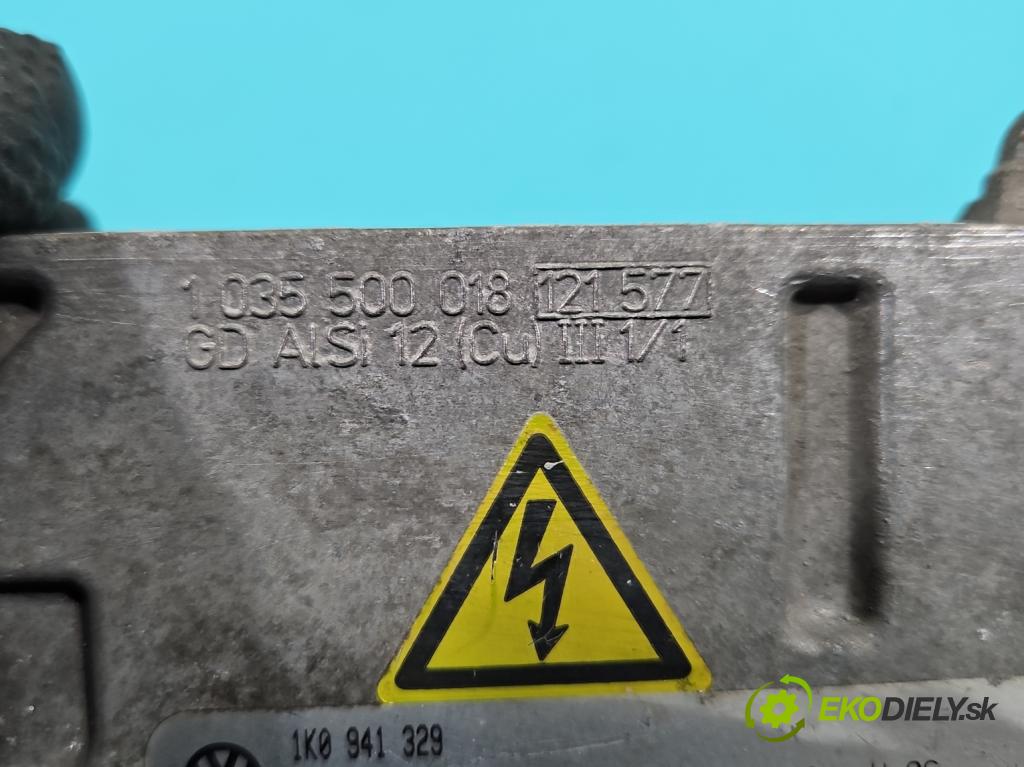 1 035 500 018 121 577
GD AlSi 12 (Cu) III 1/1
1K0 941 329
EKODIELY.sk